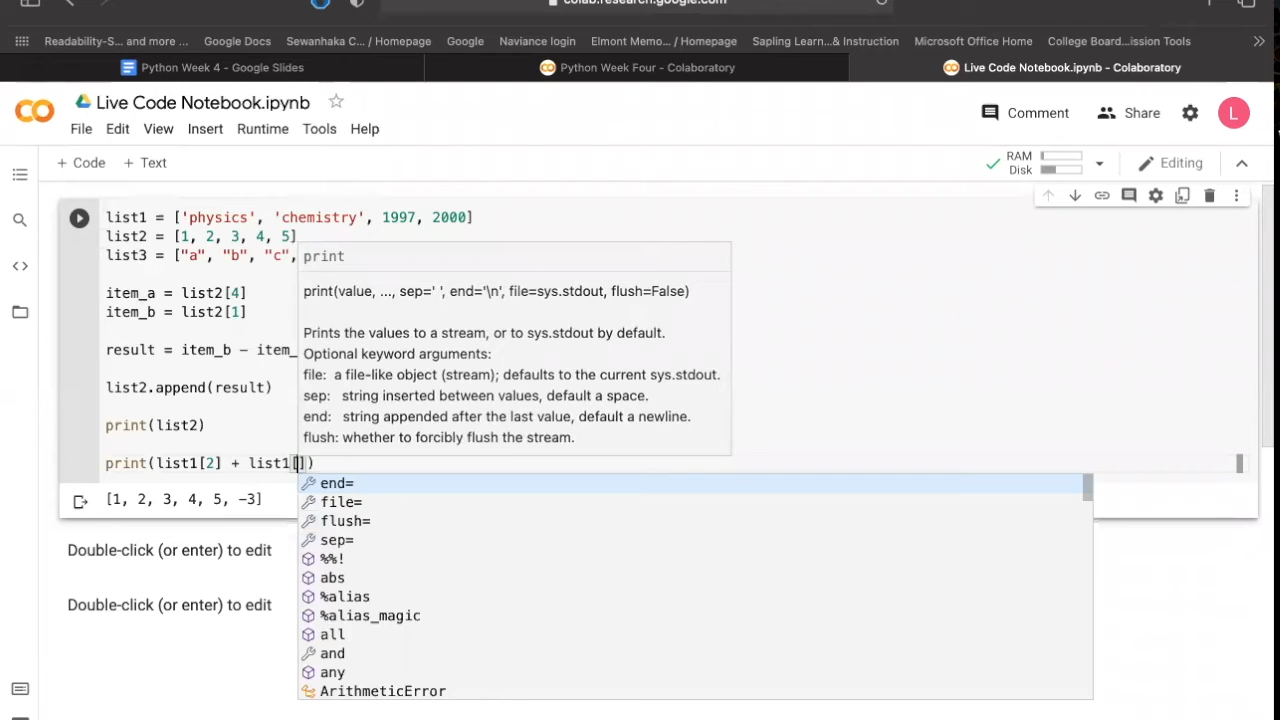 colab.research.google.com
Readability-S... and more ... Google Docs Sewanhaka C... / Homepage Google Naviance login Elmont Memo... / Homepage Sapling Learn...& Instruction Microsoft Office Home College Board...ission Tools
Python Week 4 - Google Slides Python Week Four - Colaboratory Live Code Notebook.ipynb - Colaboratory
CO Live Code Notebook.ipynb Comment Share L
File Edit View Insert Runtime Tools Help
+ Code + Text RAM Disk Editing
list1 = ['physics', 'chemistry', 1997, 2000]
list2 = [1, 2, 3, 4, 5]
list3 = ["a", "b", "c",
item_a = list2[4]
item_b = list2[1]
result = item_b - item_
list2.append(result)
print(list2)
print(list1[2] + list1[])
print
print(value, ..., sep=' ', end='\n', file=sys.stdout, flush=False)
Prints the values to a stream, or to sys.stdout by default.
Optional keyword arguments:
file: a file-like object (stream); defaults to the current sys.stdout.
sep: string inserted between values, default a space.
end: string appended after the last value, default a newline.
flush: whether to forcibly flush the stream.
end=
file=
flush=
sep=
%%!
abs
%alias
%alias_magic
all
and
any
ArithmeticError
[1, 2, 3, 4, 5, -3]
Double-click (or enter) to edit
Double-click (or enter) to edit